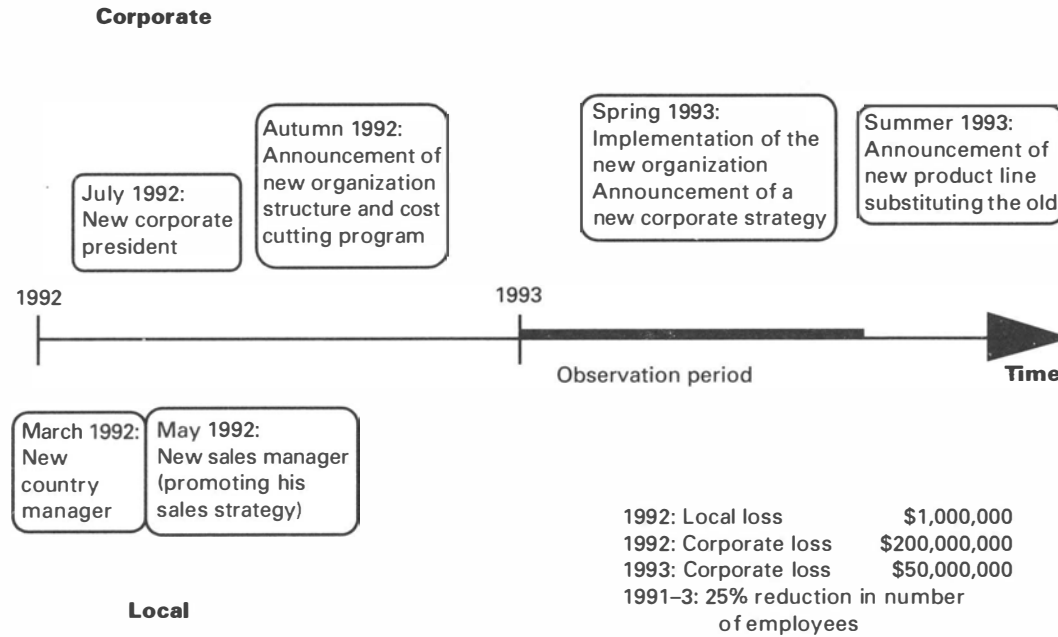 Corporate
July 1992:
New corporate
president
Autumn 1992:
Announcement of
new organization
structure and cost
cutting program
Spring 1993:
Implementation of the
new organization
Announcement of a
new corporate strategy
Summer 1993:
Announcement of
new product line
substituting the old
1992
1993
Observation period
Time
March 1992:
New
country
manager
May 1992:
New sales manager
(promoting his
sales strategy)
1992: Local loss $1,000,000
1992: Corporate loss $200,000,000
1993: Corporate loss $50,000,000
1991–3: 25% reduction in number
of employees
Local